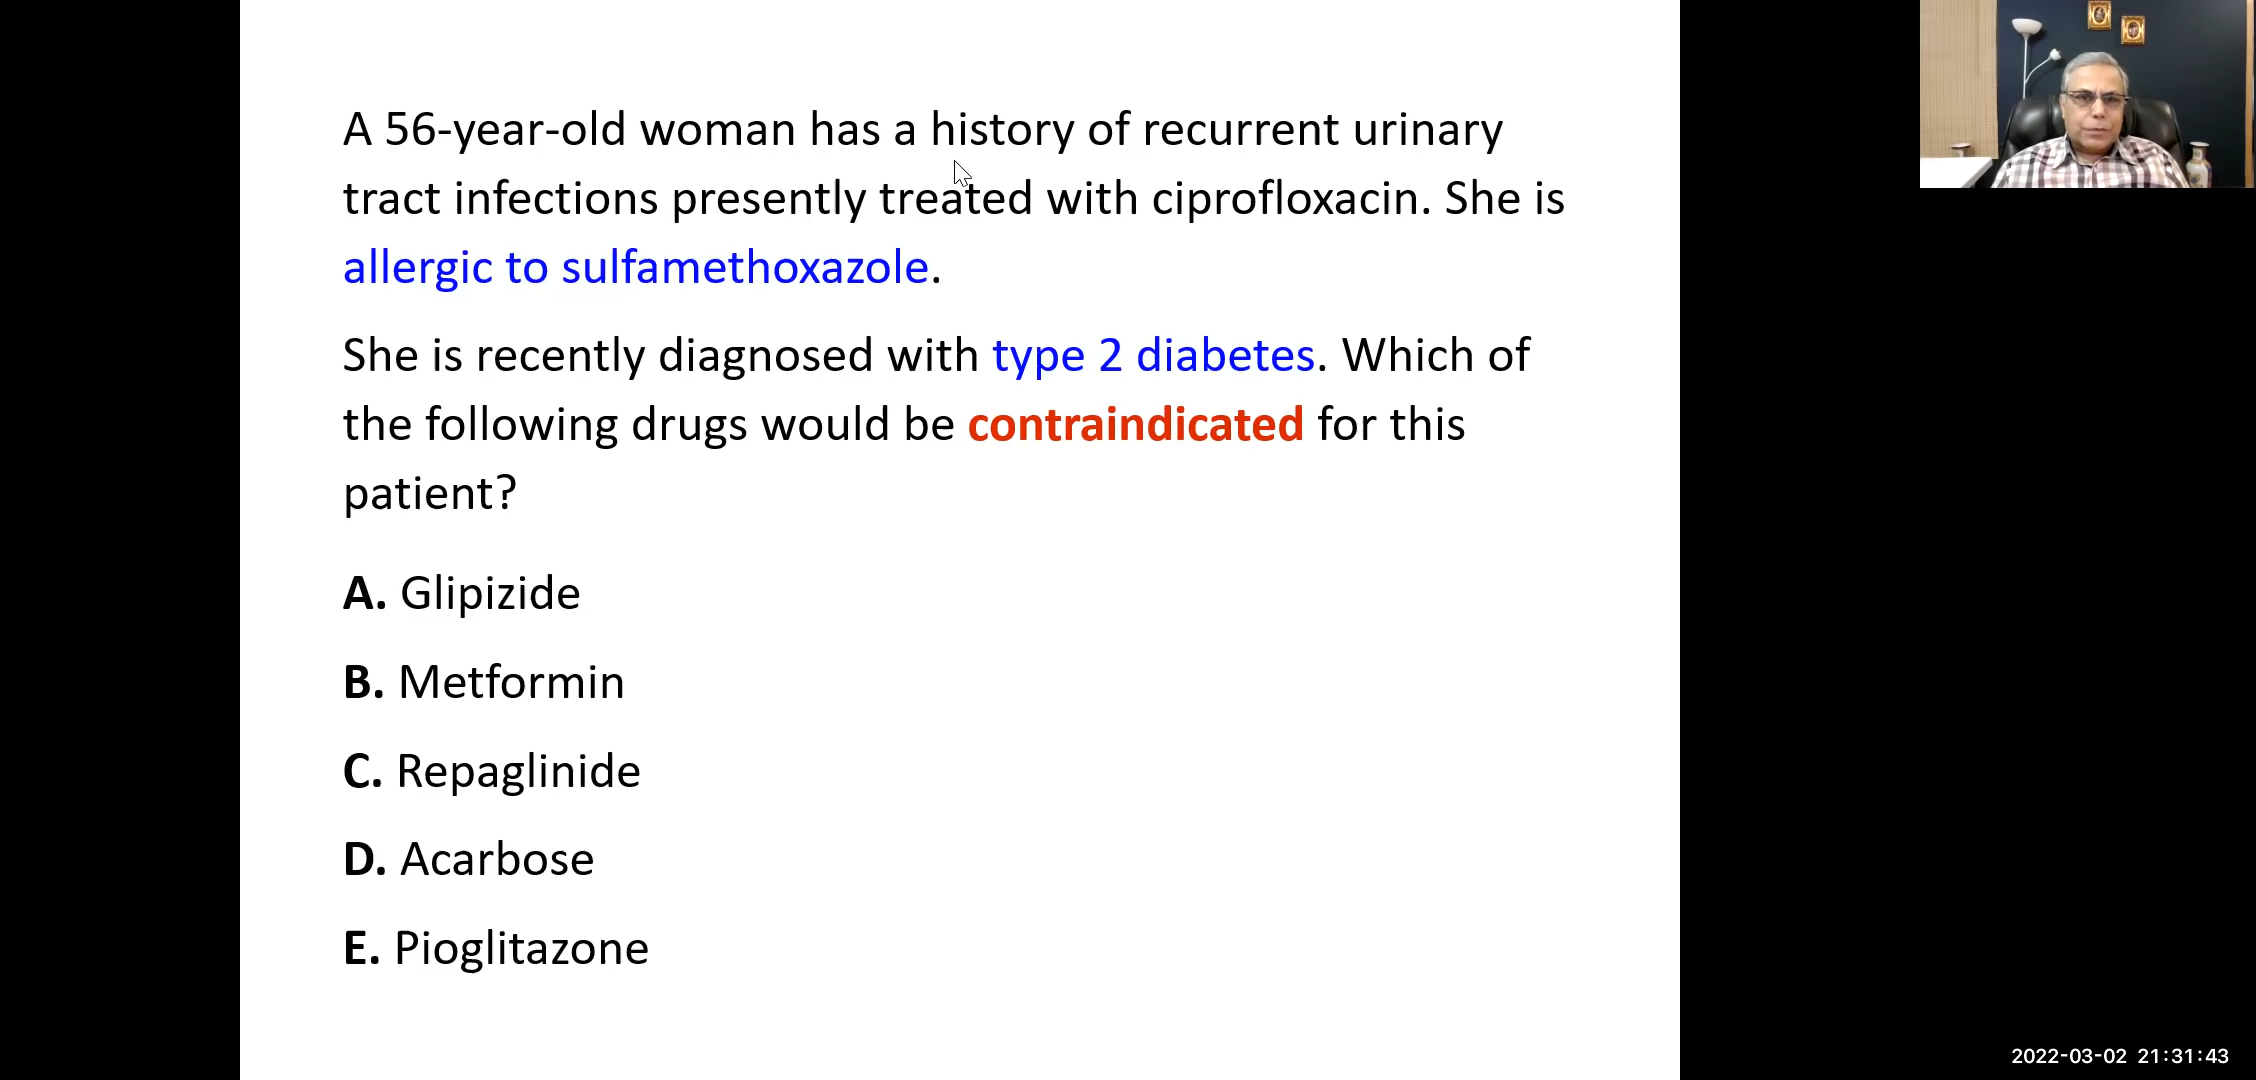 A 56-year-old woman has a history of recurrent urinary
tract infections presently treated with ciprofloxacin. She is
allergic to sulfamethoxazole.
She is recently diagnosed with type 2 diabetes. Which of
the following drugs would be contraindicated for this
patient?
A. Glipizide
B. Metformin
C. Repaglinide
D. Acarbose
E. Pioglitazone
2022-03-02 21:31:43